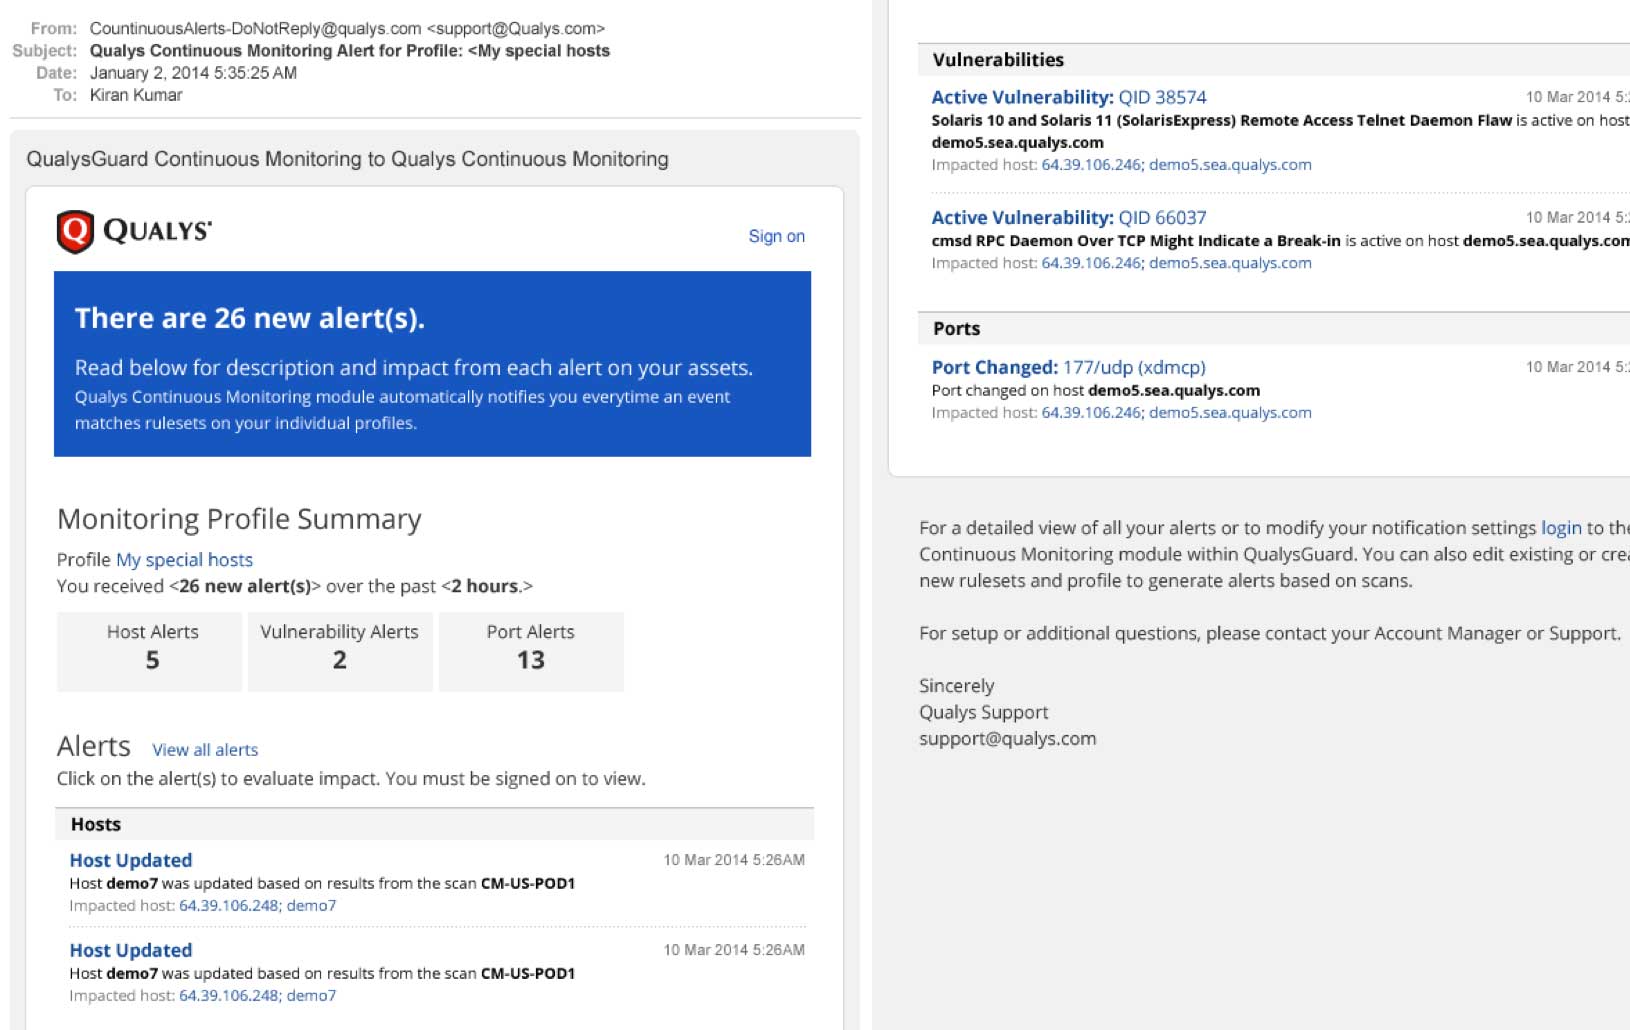 From: CountinuousAlerts-DoNotReply@qualys.com <support@Qualys.com>
Subject: Qualys Continuous Monitoring Alert for Profile: <My special hosts
Date: January 2, 2014 5:35:25 AM
To: Kiran Kumar
QualysGuard Continuous Monitoring to Qualys Continuous Monitoring
QUALYS
Sign on
There are 26 new alert(s).
Read below for description and impact from each alert on your assets.
Qualys Continuous Monitoring module automatically notifies you everytime an event
matches rulesets on your individual profiles.
Monitoring Profile Summary
Profile My special hosts
You received <26 new alert(s)> over the past <2 hours.>
Host Alerts
5
Vulnerability Alerts
2
Port Alerts
13
Alerts View all alerts
Click on the alert(s) to evaluate impact. You must be signed on to view.
Hosts
Host Updated 10 Mar 2014 5:26AM
Host demo7 was updated based on results from the scan CM-US-POD1
Impacted host: 64.39.106.248; demo7
Host Updated 10 Mar 2014 5:26AM
Host demo7 was updated based on results from the scan CM-US-POD1
Impacted host: 64.39.106.248; demo7
Vulnerabilities
Active Vulnerability: QID 38574 10 Mar 2014 5:
Solaris 10 and Solaris 11 (SolarisExpress) Remote Access Telnet Daemon Flaw is active on host
demo5.sea.qualys.com
Impacted host: 64.39.106.246; demo5.sea.qualys.com
Active Vulnerability: QID 66037 10 Mar 2014 5:
cmsd RPC Daemon Over TCP Might Indicate a Break-in is active on host demo5.sea.qualys.com
Impacted host: 64.39.106.246; demo5.sea.qualys.com
Ports
Port Changed: 177/udp (xdmcp) 10 Mar 2014 5:
Port changed on host demo5.sea.qualys.com
Impacted host: 64.39.106.246; demo5.sea.qualys.com
For a detailed view of all your alerts or to modify your notification settings login to the
Continuous Monitoring module within QualysGuard. You can also edit existing or crea
new rulesets and profile to generate alerts based on scans.
For setup or additional questions, please contact your Account Manager or Support.
Sincerely
Qualys Support
support@qualys.com